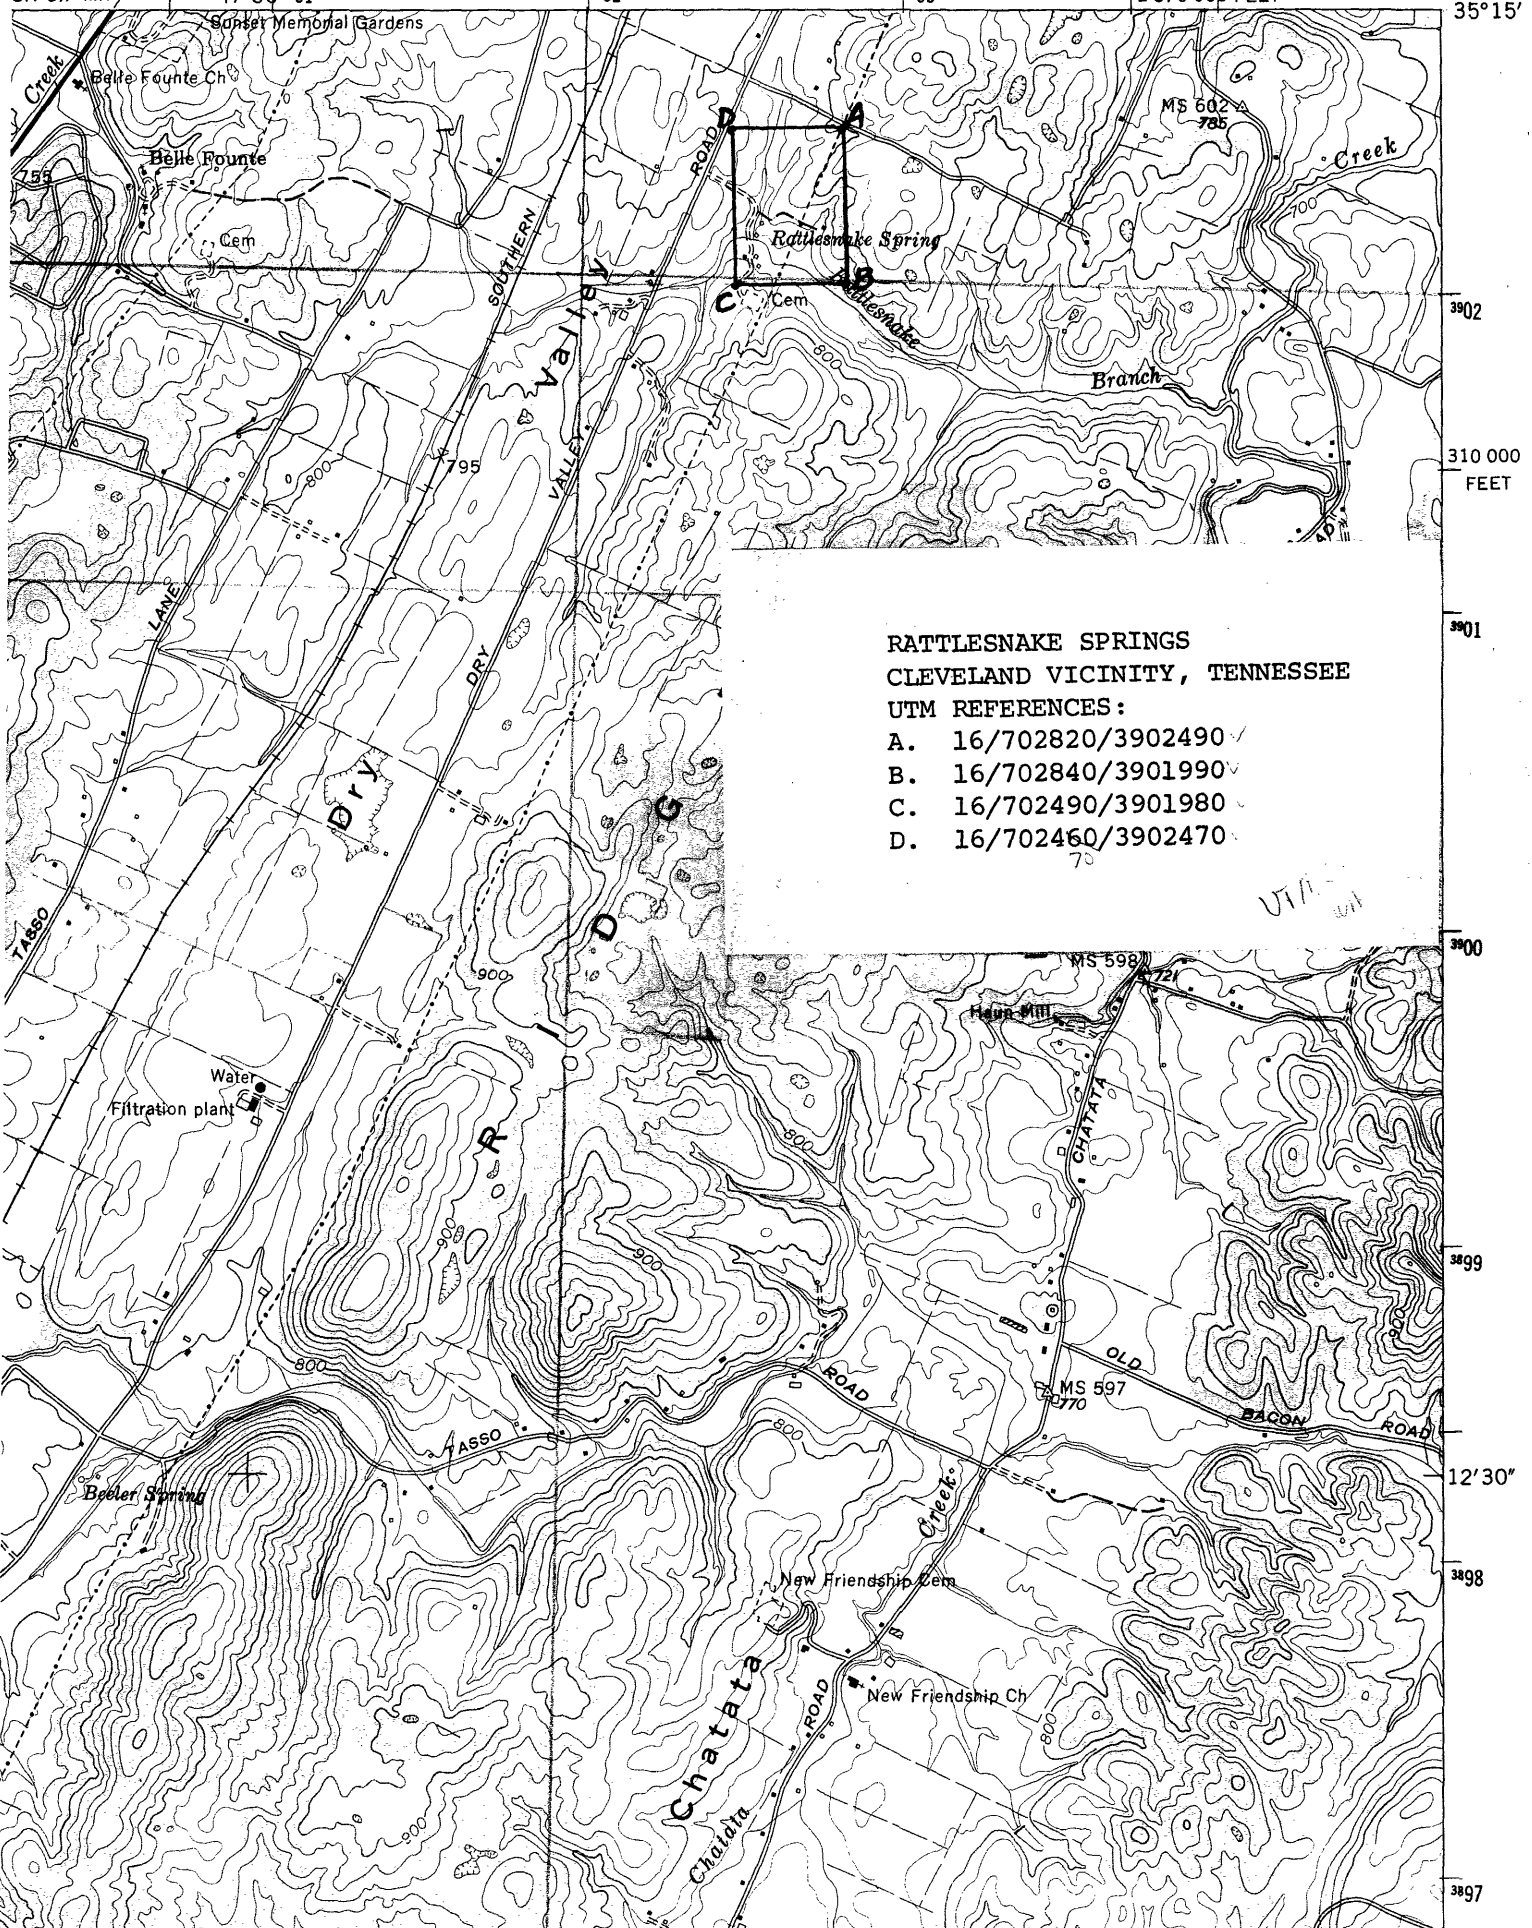 35°15'
Sunset Memorial Gardens
Creek
Belle Founte Ch
D
A
MS 602
785
ROAD
Creek
Belle Founte
755
700
Cem
Rattlesnake Spring
SOUTHERN
Valley
C
B
Cem
Rattlesnake
3902
800
Branch
795
800
VALLEY
310 000
FEET
LANE
DRY
RATTLESNAKE SPRINGS
CLEVELAND VICINITY, TENNESSEE
UTM REFERENCES:
A. 16/702820/3902490
B. 16/702840/3901990
C. 16/702490/3901980
D. 16/702460/3902470
70
3901
Dry
G
D
TASSO
900
3900
MS 598
721
Haun Mill
I
Water
Filtration plant
R
CHATATA
800
900
900
3899
900
800
OLD
ROAD
MS 597
770
BACON
ROAD
TASSO
800
12'30"
Beeler Spring
Creek
New Friendship Cem
3898
Chatata
ROAD
New Friendship Ch
800
900
Chatata
3897